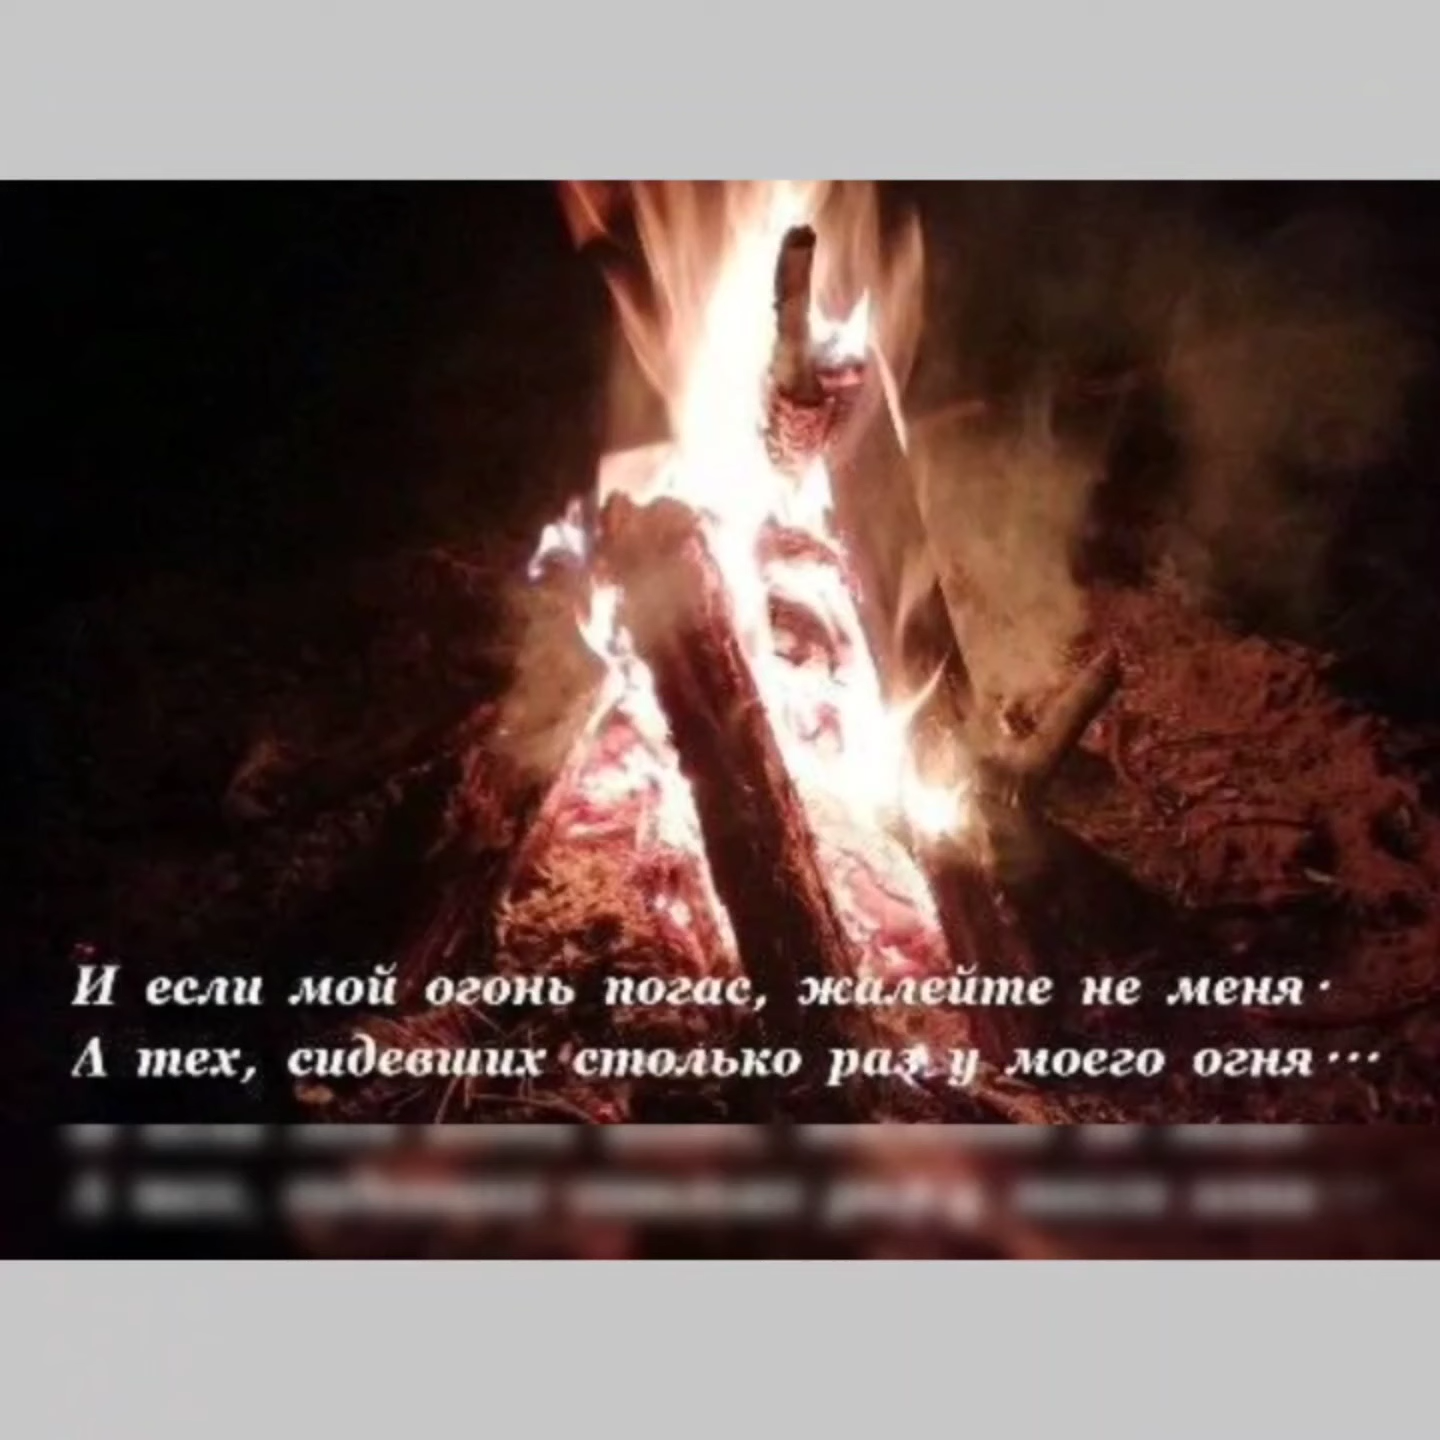 И если мой огонь погас, жалейте не меня.
А тех, сидевших столько раз у моего огня...